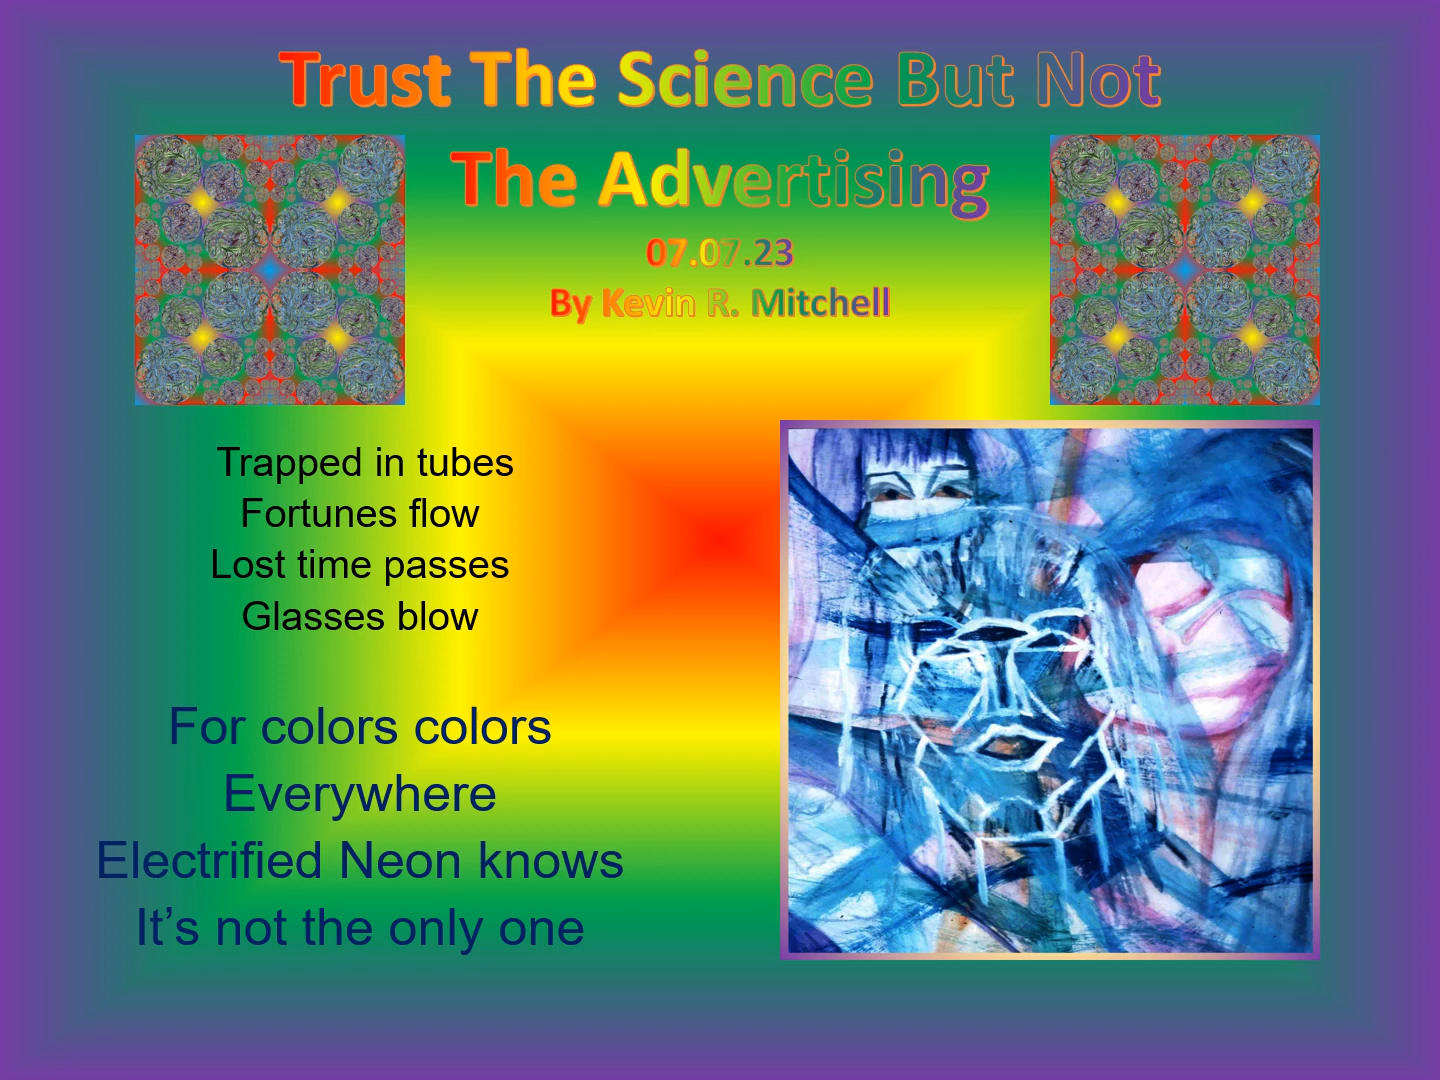 Trust The Science But Not
The Advertising
07.07.23
By Kevin R. Mitchell
Trapped in tubes
Fortunes flow
Lost time passes
Glasses blow
For colors colors
Everywhere
Electrified Neon knows
It’s not the only one